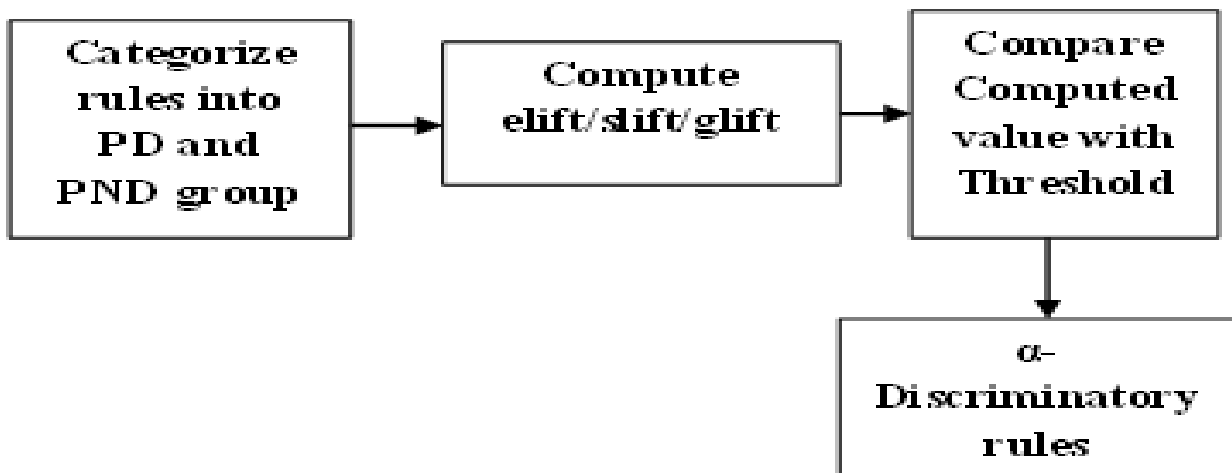 Categorize
rules into
PD and
PND group
Compute
elift/slift/glift
Compare
Computed
value with
Threshold
α-
Discriminatory
rules